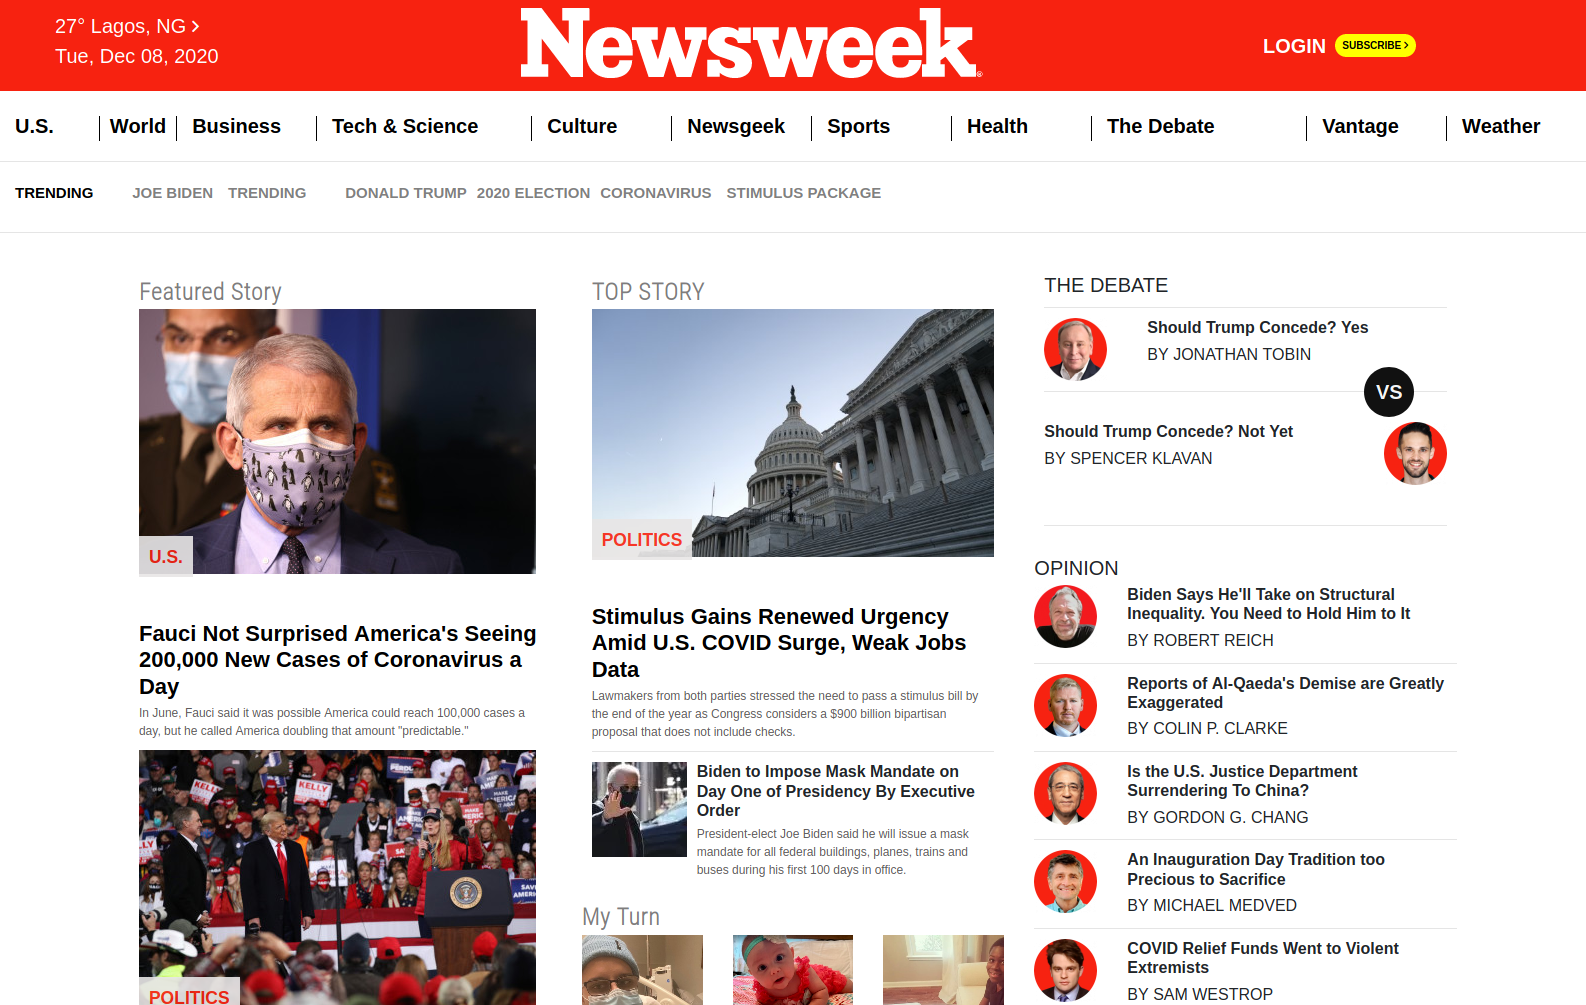 27° Lagos, NG
Tue, Dec 08, 2020
Newsweek®
LOGIN
SUBSCRIBE
U.S.
World
Business
Tech & Science
Culture
Newsgeek
Sports
Health
The Debate
Vantage
Weather
TRENDING
JOE BIDEN
TRENDING
DONALD TRUMP
2020 ELECTION
CORONAVIRUS
STIMULUS PACKAGE
Featured Story
U.S.
Fauci Not Surprised America's Seeing
200,000 New Cases of Coronavirus a
Day
In June, Fauci said it was possible America could reach 100,000 cases a
day, but he called America doubling that amount "predictable."
KELLY
KELLY
POLITICS
TOP STORY
POLITICS
Stimulus Gains Renewed Urgency
Amid U.S. COVID Surge, Weak Jobs
Data
Lawmakers from both parties stressed the need to pass a stimulus bill by
the end of the year as Congress considers a $900 billion bipartisan
proposal that does not include checks.
Biden to Impose Mask Mandate on
Day One of Presidency By Executive
Order
President-elect Joe Biden said he will issue a mask
mandate for all federal buildings, planes, trains and
buses during his first 100 days in office.
My Turn
THE DEBATE
Should Trump Concede? Yes
BY JONATHAN TOBIN
VS
Should Trump Concede? Not Yet
BY SPENCER KLAVAN
OPINION
Biden Says He'll Take on Structural
Inequality. You Need to Hold Him to It
BY ROBERT REICH
Reports of Al-Qaeda's Demise are Greatly
Exaggerated
BY COLIN P. CLARKE
Is the U.S. Justice Department
Surrendering To China?
BY GORDON G. CHANG
An Inauguration Day Tradition too
Precious to Sacrifice
BY MICHAEL MEDVED
COVID Relief Funds Went to Violent
Extremists
BY SAM WESTROP